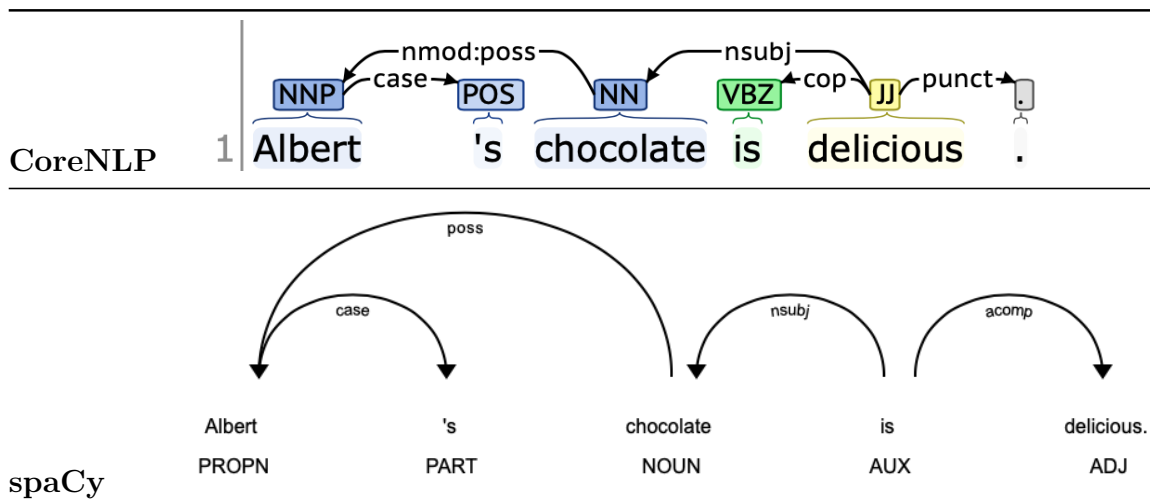 nmod:poss nsubj
case cop punct
NNP POS NN VBZ JJ .
CoreNLP 1 Albert 's chocolate is delicious .
poss
case nsubj acomp
Albert 's chocolate is delicious.
PROPN PART NOUN AUX ADJ
spaCy